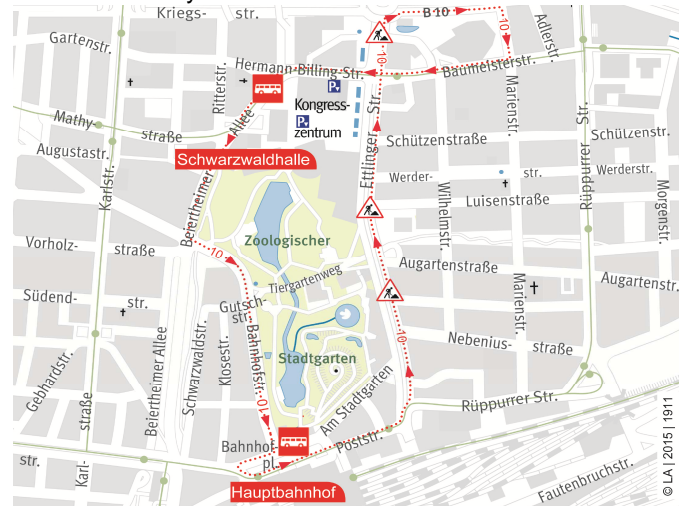 Kriegs-
str.
B 10
10
Gartenstr.
Adlerstr.
Ritterstr.
Hermann-Billing Str.
Baumeisterstr.
10
Kongress-
zentrum
Marienstr.
Mathy-
straße
Allee
Str.
Schützenstraße
Schützenstr.
Augustastr.
Schwarzwaldhalle
Ettlinger
Werder-
str.
Werderstr.
Karlstr.
Luisenstraße
Rüppurrer
Str.
Beiertheimer
Wilhelmstr.
Morgenstr.
Vorholz-
straße
10
Zoologischer
Augartenstraße
Augartenstr.
Tiergartenweg
Marienstr.
Südend-
str.
Gutsch-
str.
10
Nebenius-
straße
Stadtgarten
Bahnhofstr.
Klosestr.
Schwarzwaldstr.
Beiertheimer Allee
Gebhardstr.
straße
Karl-
10
Am Stadtgarten
Rüppurrer Str.
Poststr.
Bahnhof-
pl.
str.
Hauptbahnhof
Fautenbruchstr.
© LA | 2015 | 1911